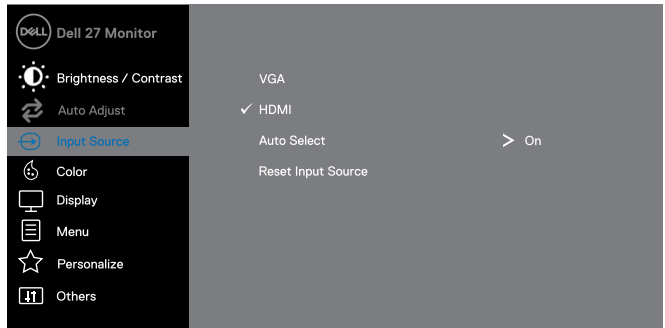 DELL Dell 27 Monitor
Brightness / Contrast
Auto Adjust
Input Source
Color
Display
Menu
Personalize
Others
VGA
✓ HDMI
Auto Select > On
Reset Input Source